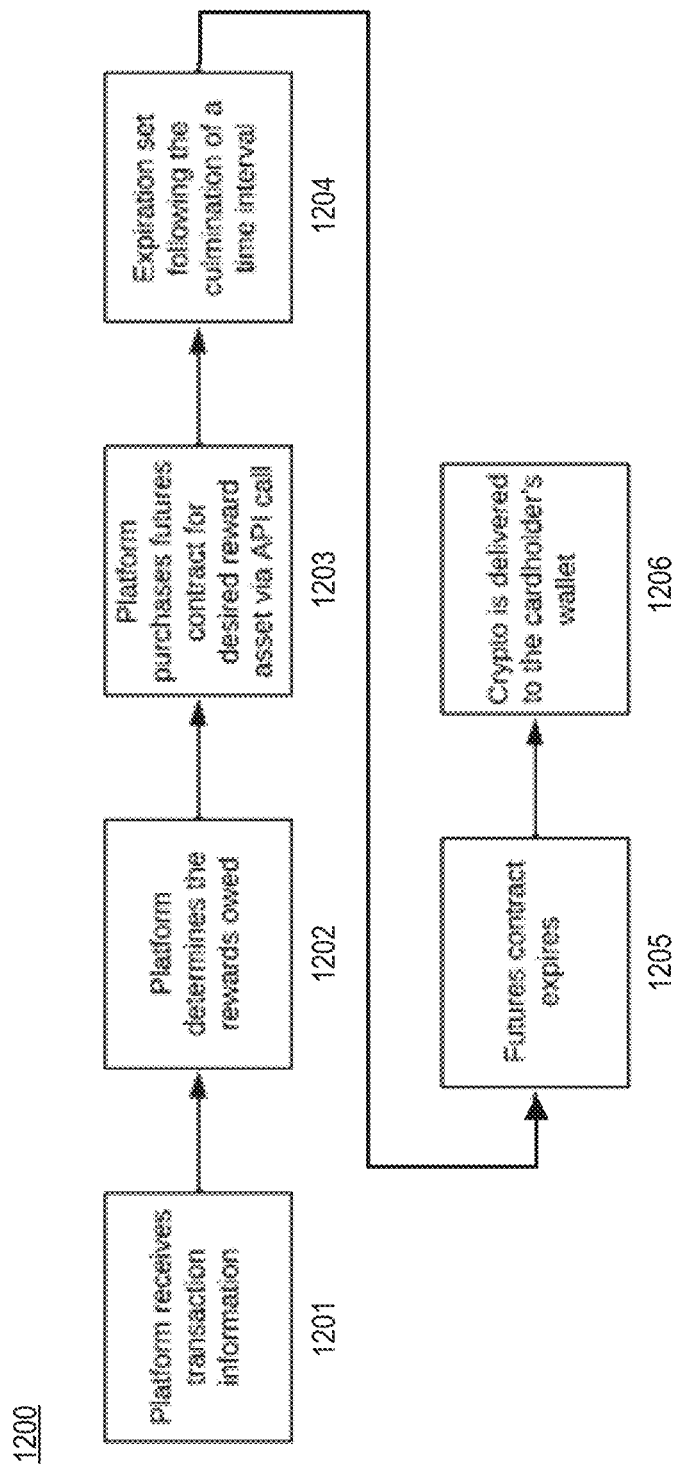 1200
Platform receives
transaction
information
1201
Platform
determines the
rewards owed
1202
Platform
purchases futures
contract for
desired reward
asset via API call
1203
Expiration set
following the
culmination of a
time interval
1204
Futures contract
expires
1205
Crypto is delivered
to the cardholder's
wallet
1206